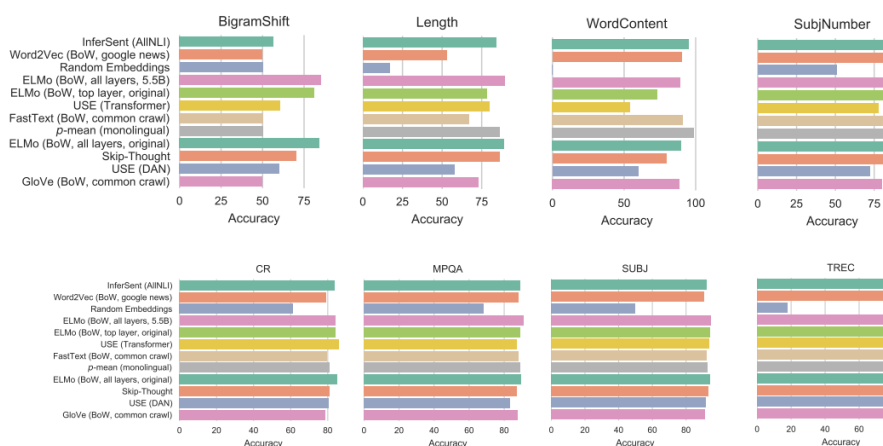 BigramShift Length WordContent SubjNumber
InferSent (AllNLI)
Word2Vec (BoW, google news)
Random Embeddings
ELMo (BoW, all layers, 5.5B)
ELMo (BoW, top layer, original)
USE (Transformer)
FastText (BoW, common crawl)
p-mean (monolingual)
ELMo (BoW, all layers, original)
Skip-Thought
USE (DAN)
GloVe (BoW, common crawl)
0 25 50 75 0 25 50 75 0 50 100 0 25 50 75
Accuracy Accuracy Accuracy Accuracy
CR MPQA SUBJ TREC
InferSent (AllNLI)
Word2Vec (BoW, google news)
Random Embeddings
ELMo (BoW, all layers, 5.5B)
ELMo (BoW, top layer, original)
USE (Transformer)
FastText (BoW, common crawl)
p-mean (monolingual)
ELMo (BoW, all layers, original)
Skip-Thought
USE (DAN)
GloVe (BoW, common crawl)
0 20 40 60 80 0 20 40 60 80 0 20 40 60 80 0 20 40 60
Accuracy Accuracy Accuracy Accuracy